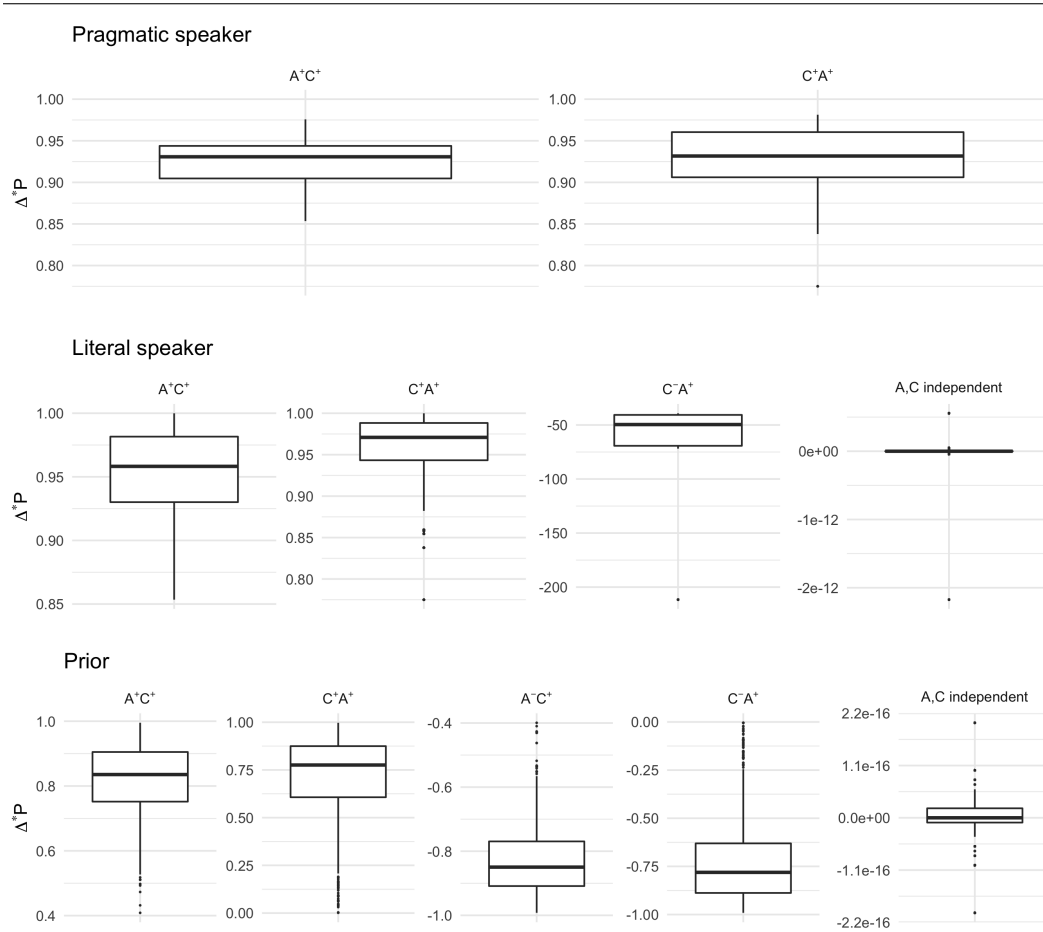 Pragmatic speaker
A⁺C⁺
C⁺A⁺
Δ*P
1.00
0.95
0.90
0.85
0.80
1.00
0.95
0.90
0.85
0.80
Literal speaker
A⁺C⁺
C⁺A⁺
C⁻A⁺
A,C independent
Δ*P
1.00
0.95
0.90
0.85
1.00
0.95
0.90
0.85
0.80
-50
-100
-150
-200
0e+00
-1e-12
-2e-12
Prior
A⁺C⁺
C⁺A⁺
A⁻C⁺
C⁻A⁺
A,C independent
Δ*P
1.0
0.8
0.6
0.4
1.00
0.75
0.50
0.25
0.00
-0.4
-0.6
-0.8
-1.0
0.00
-0.25
-0.50
-0.75
-1.00
2.2e-16
1.1e-16
0.0e+00
-1.1e-16
-2.2e-16